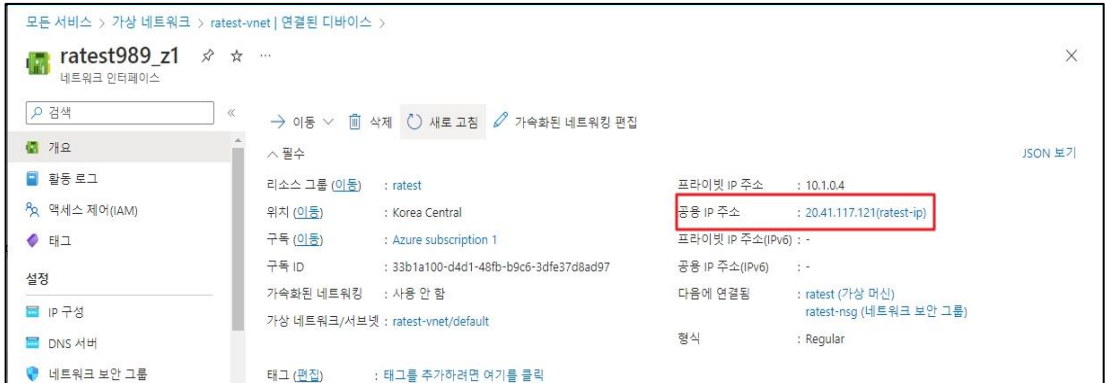 모든 서비스 > 가상 네트워크 > ratest-vnet | 연결된 디바이스 >
ratest989_z1
네트워크 인터페이스
검색
개요
활동 로그
액세스 제어(IAM)
태그
설정
IP 구성
DNS 서버
네트워크 보안 그룹
이동 삭제 새로 고침 가속화된 네트워킹 편집
필수 JSON 보기
리소스 그룹 (이동) : ratest
위치 (이동) : Korea Central
구독 (이동) : Azure subscription 1
구독 ID : 33b1a100-d4d1-48fb-b9c6-3dfe37d8ad97
가속화된 네트워킹 : 사용 안 함
가상 네트워크/서브넷 : ratest-vnet/default
프라이빗 IP 주소 : 10.1.0.4
공용 IP 주소 : 20.41.117.121(ratest-ip)
프라이빗 IP 주소(IPv6) : -
공용 IP 주소(IPv6) : -
다음에 연결됨 : ratest (가상 머신)
ratest-nsg (네트워크 보안 그룹)
형식 : Regular
태그 (편집) : 태그를 추가하려면 여기를 클릭